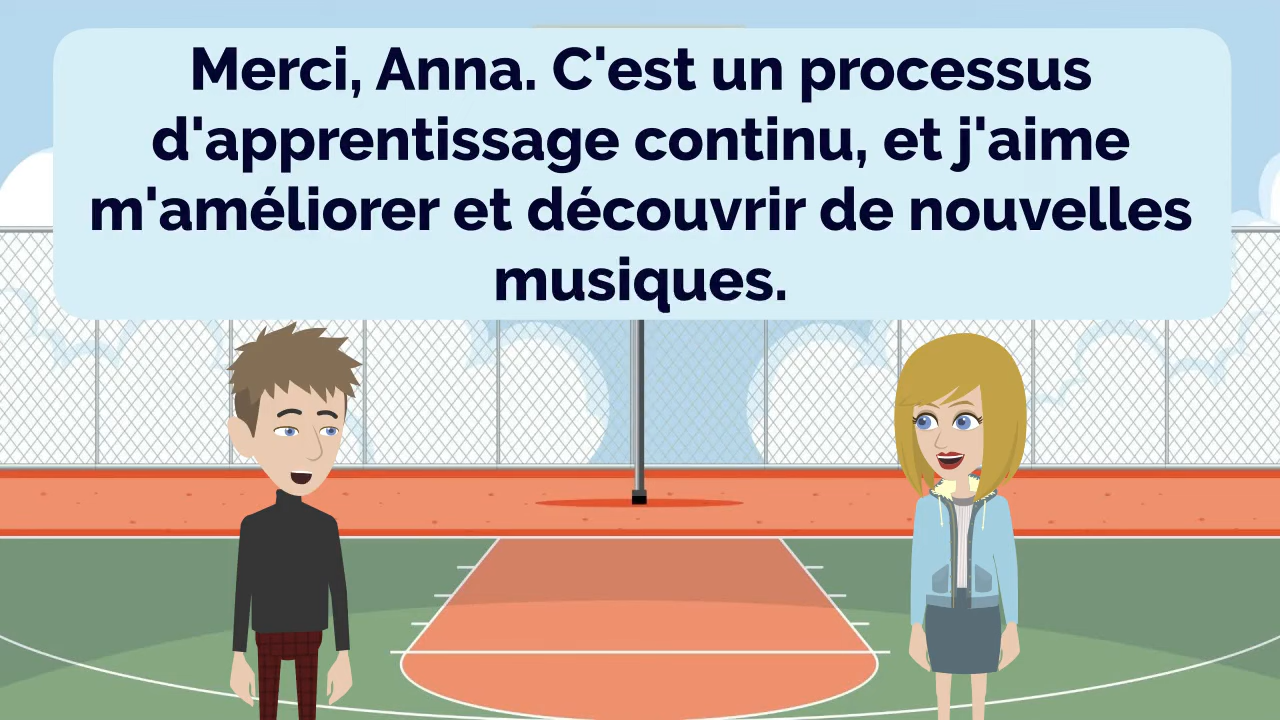 Merci, Anna. C'est un processus
d'apprentissage continu, et j'aime
m'améliorer et découvrir de nouvelles
musiques.